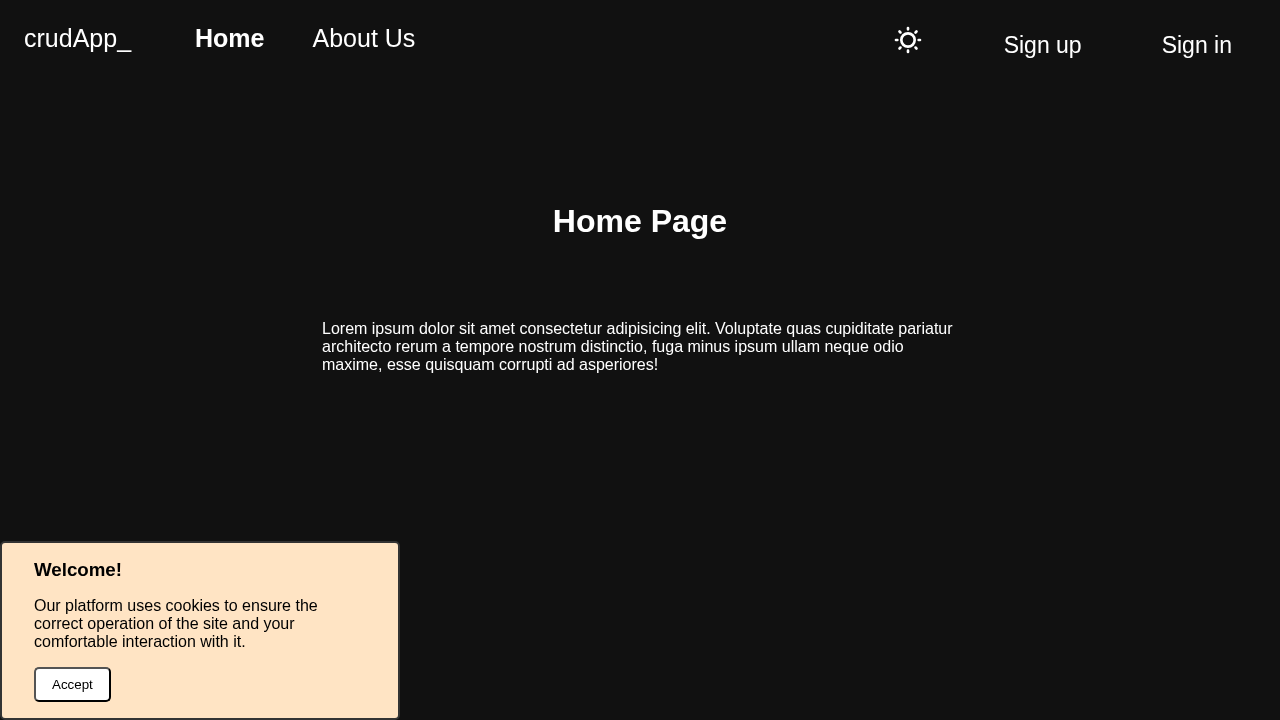 crudApp_
Home
About Us
Sign up
Sign in
Home Page
Lorem ipsum dolor sit amet consectetur adipisicing elit. Voluptate quas cupiditate pariatur
architecto rerum a tempore nostrum distinctio, fuga minus ipsum ullam neque odio
maxime, esse quisquam corrupti ad asperiores!
Welcome!
Our platform uses cookies to ensure the
correct operation of the site and your
comfortable interaction with it.
Accept